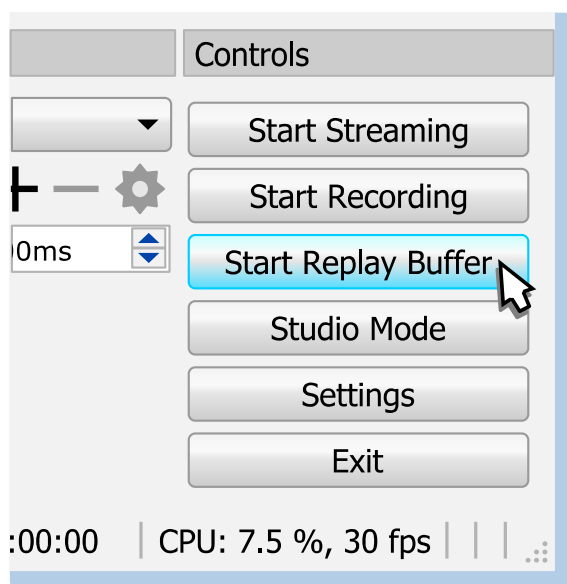 Controls
Start Streaming
Start Recording
0ms
Start Replay Buffer
Studio Mode
Settings
Exit
:00:00
CPU: 7.5 %, 30 fps